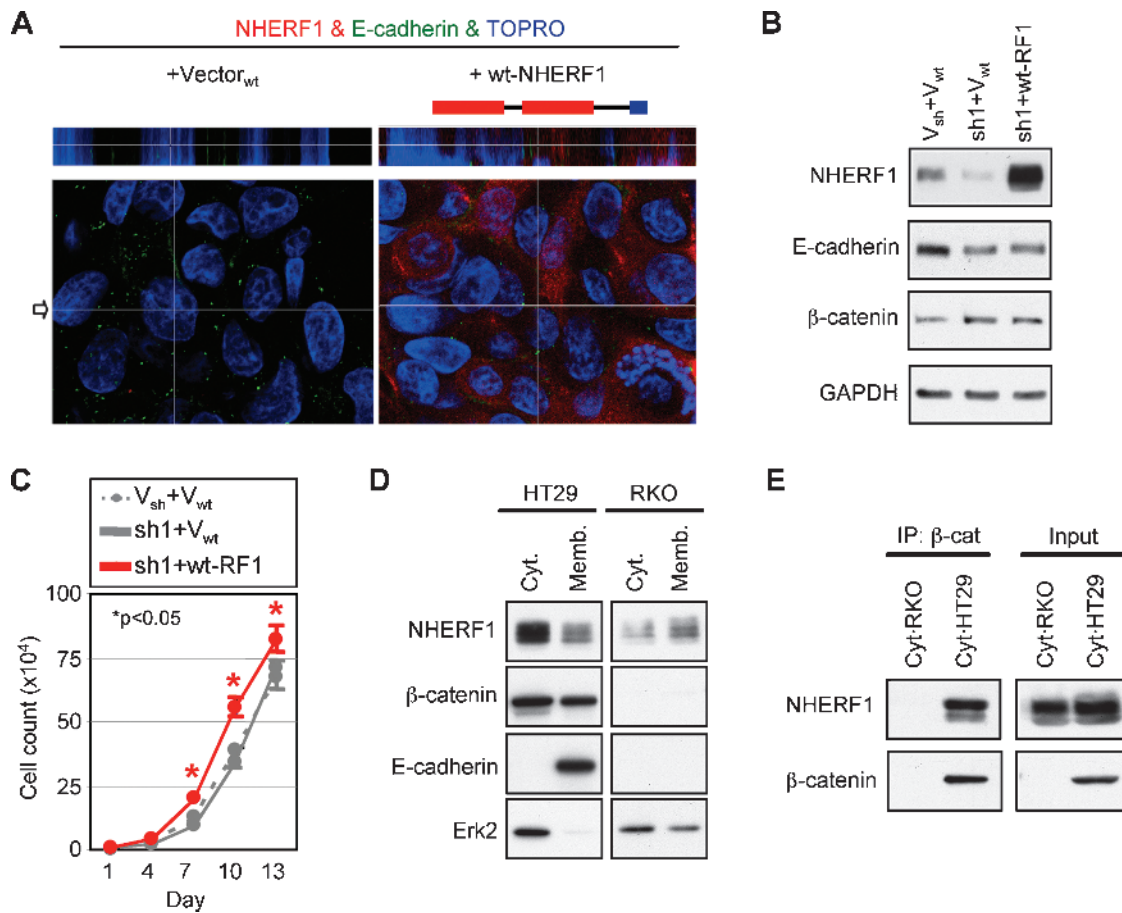 A
NHERF1 & E-cadherin & TOPRO
+Vectorwt
+ wt-NHERF1
B
Vsh+Vwt
sh1+Vwt
sh1+wt-RF1
NHERF1
E-cadherin
β-catenin
GAPDH
C
Vsh+Vwt
sh1+Vwt
sh1+wt-RF1
*p<0.05
Cell count (x10⁴)
100
75
50
25
0
* * * 
1 4 7 10 13
Day
D
HT29 RKO
Cyt. Memb. Cyt. Memb.
NHERF1
β-catenin
E-cadherin
Erk2
E
IP: β-cat Input
Cyt·RKO Cyt·HT29 Cyt·RKO Cyt·HT29
NHERF1
β-catenin